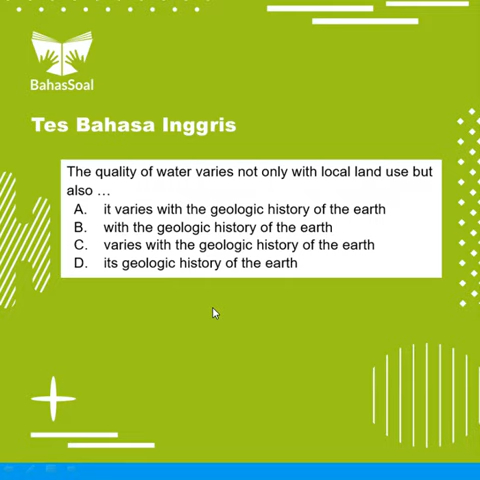 BahasSoal
Tes Bahasa Inggris
The quality of water varies not only with local land use but
also …
A. it varies with the geologic history of the earth
B. with the geologic history of the earth
C. varies with the geologic history of the earth
D. its geologic history of the earth